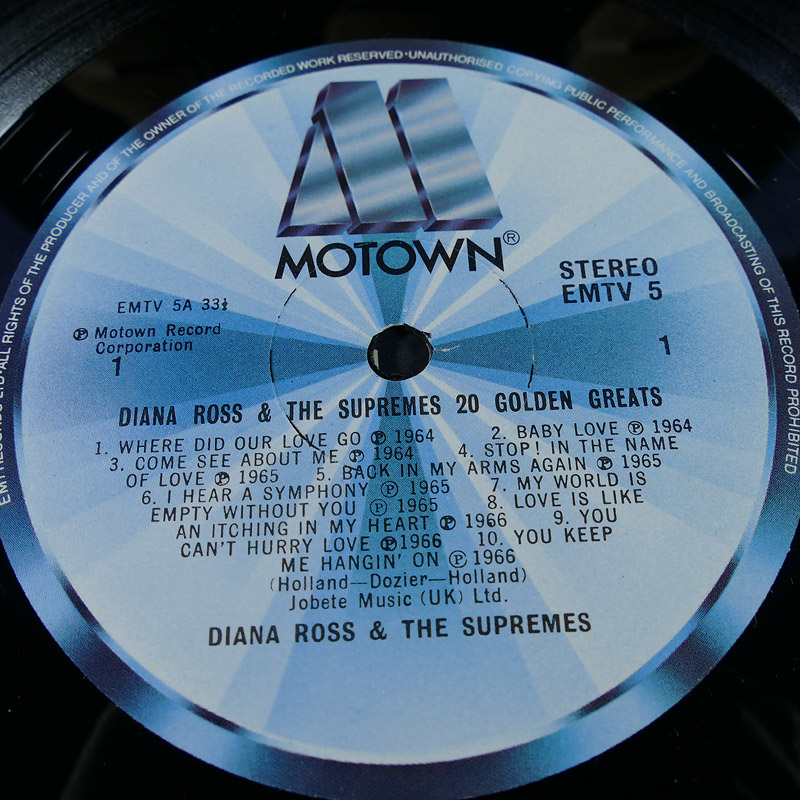 EMI RECORDS LTD•ALL RIGHTS OF THE PRODUCER AND OF THE OWNER OF THE RECORDED WORK RESERVED•UNAUTHORISED COPYING PUBLIC PERFORMANCE AND BROADCASTING OF THIS RECORD PROHIBITED
MOTOWN®
STEREO
EMTV 5
EMTV 5A 33⅓
℗ Motown Record
Corporation
1
1
DIANA ROSS & THE SUPREMES 20 GOLDEN GREATS
1. WHERE DID OUR LOVE GO ℗ 1964 2. BABY LOVE ℗ 1964
3. COME SEE ABOUT ME ℗ 1964 4. STOP! IN THE NAME
OF LOVE ℗ 1965 5. BACK IN MY ARMS AGAIN ℗ 1965
6. I HEAR A SYMPHONY ℗ 1965 7. MY WORLD IS
EMPTY WITHOUT YOU ℗ 1965 8. LOVE IS LIKE
AN ITCHING IN MY HEART ℗ 1966 9. YOU
CAN'T HURRY LOVE ℗1966 10. YOU KEEP
ME HANGIN' ON ℗ 1966
(Holland—Dozier—Holland)
Jobete Music (UK) Ltd.
DIANA ROSS & THE SUPREMES